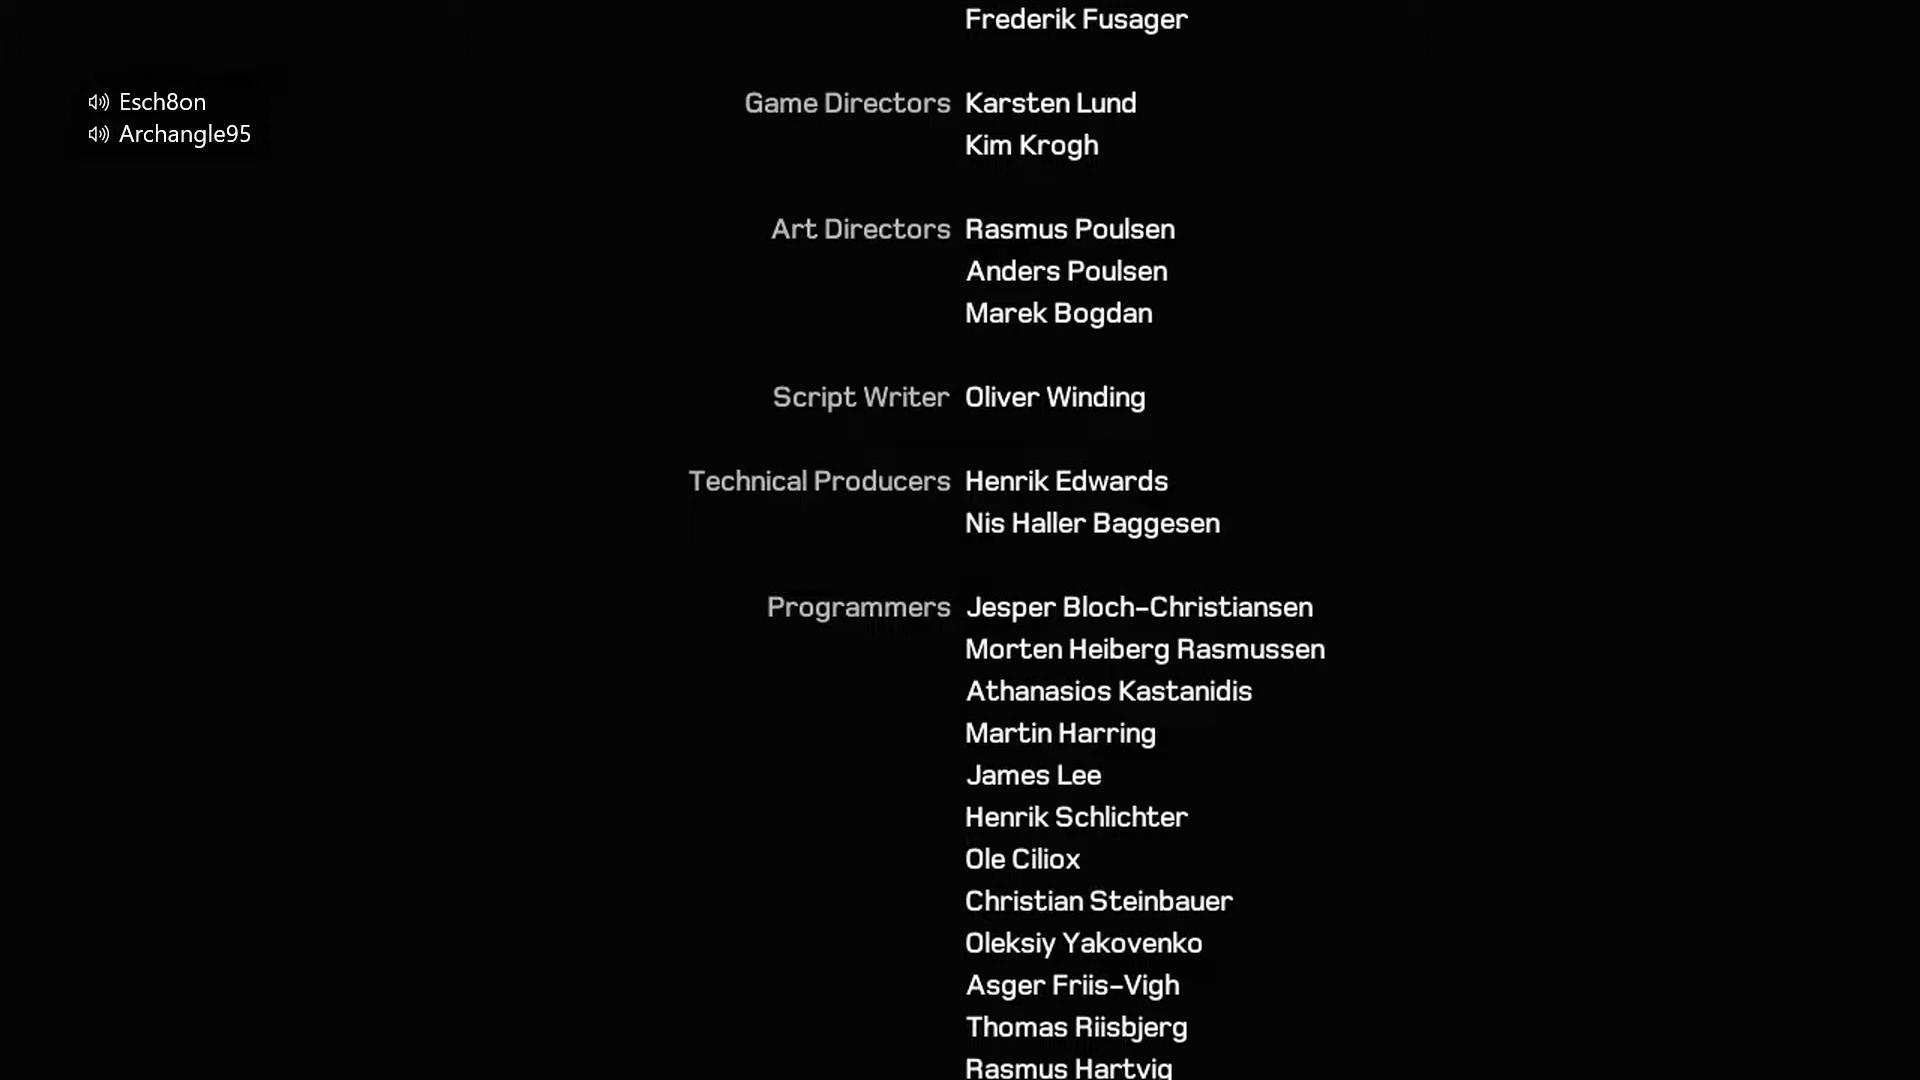 Frederik Fusager
Esch8on
Archangle95
Game Directors Karsten Lund
Kim Krogh
Art Directors Rasmus Poulsen
Anders Poulsen
Marek Bogdan
Script Writer Oliver Winding
Technical Producers Henrik Edwards
Nis Haller Baggesen
Programmers Jesper Bloch-Christiansen
Morten Heiberg Rasmussen
Athanasios Kastanidis
Martin Harring
James Lee
Henrik Schlichter
Ole Ciliox
Christian Steinbauer
Oleksiy Yakovenko
Asger Friis-Vigh
Thomas Riisbjerg
Rasmus Hartvig